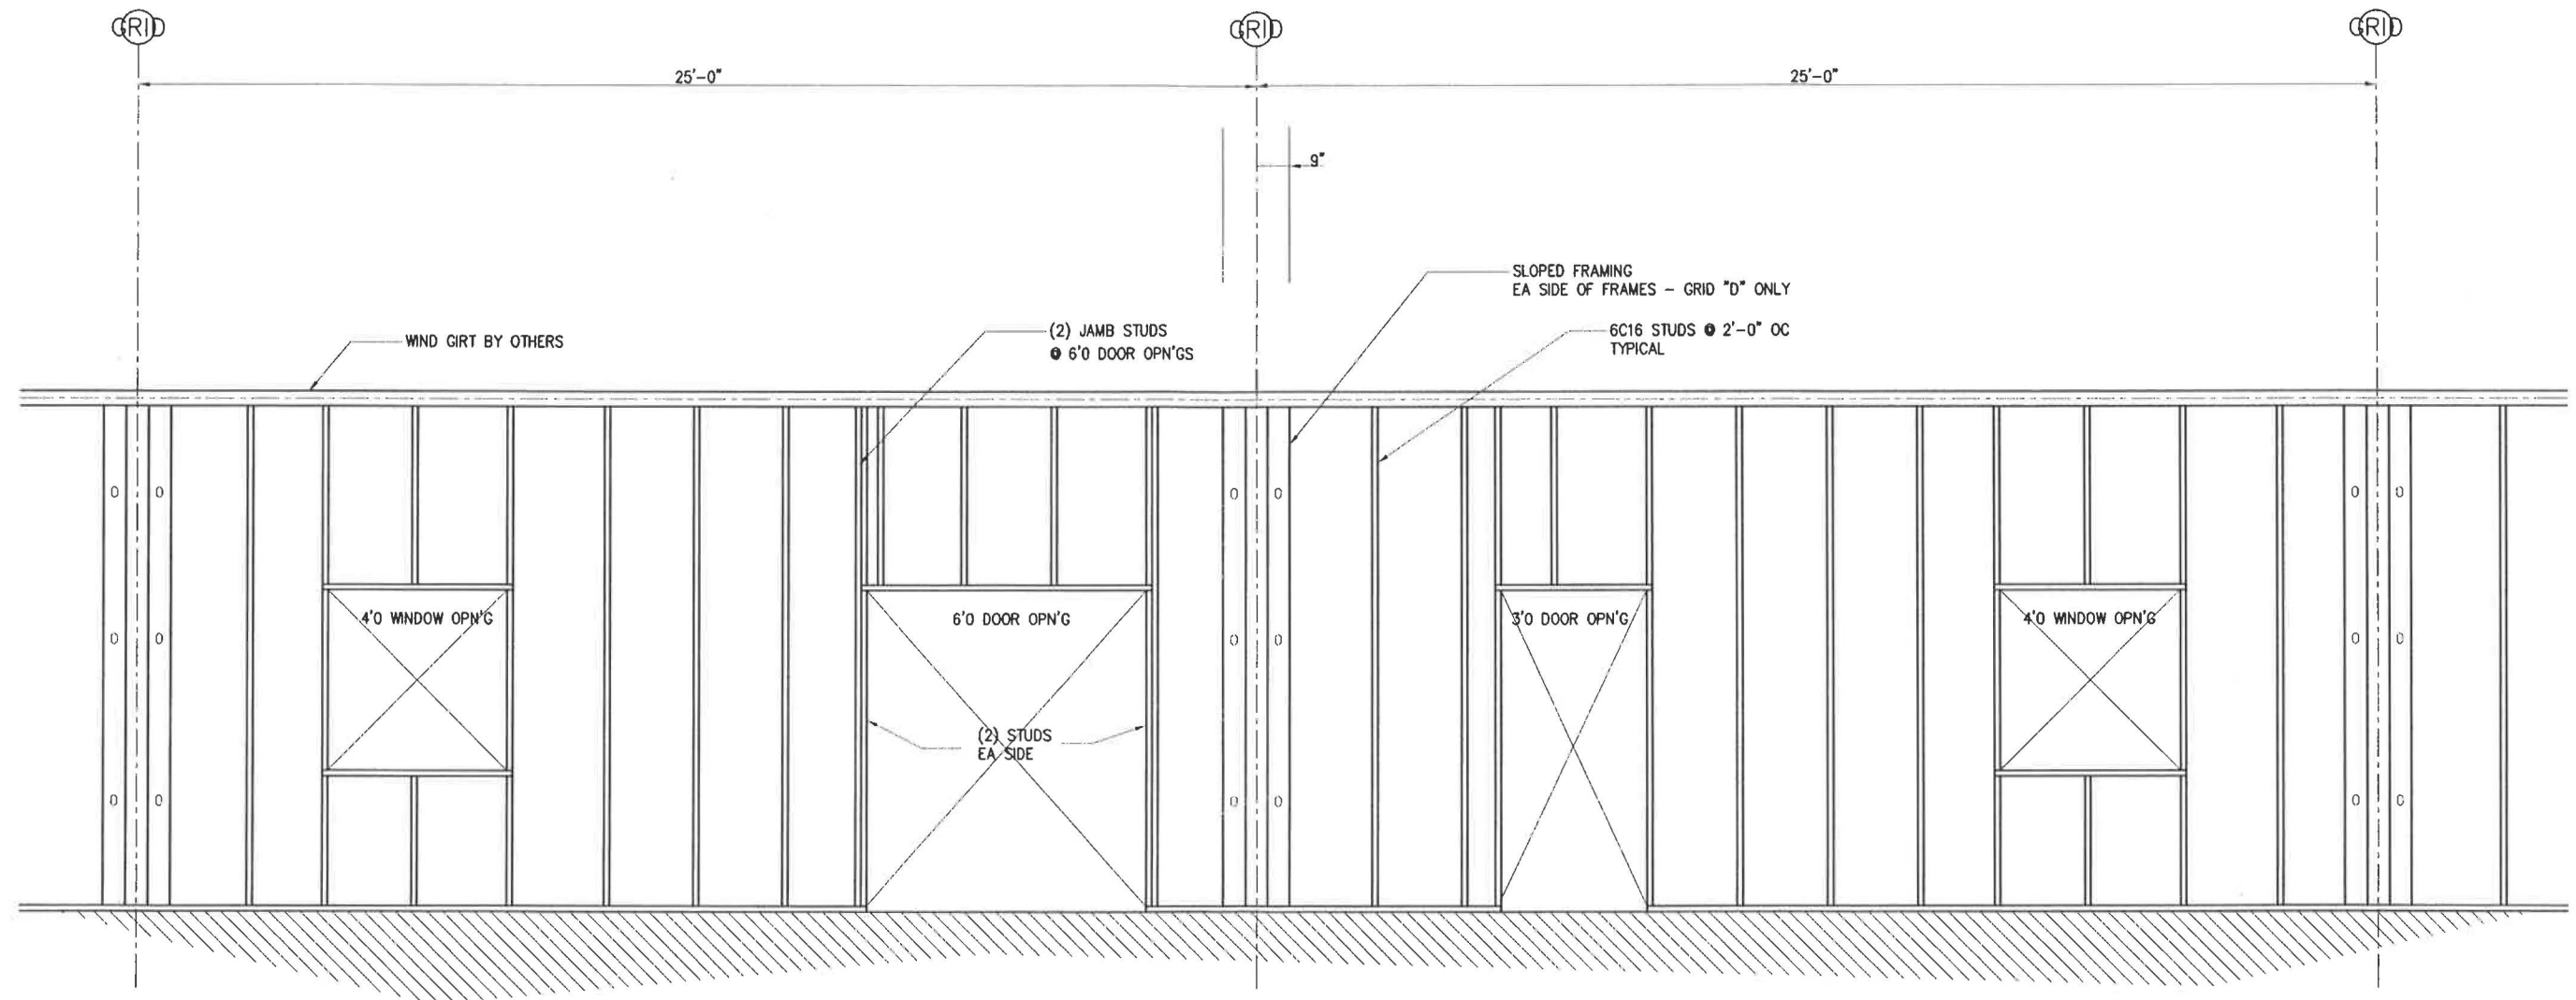 GRID
GRID
GRID
25'-0"
25'-0"
9"
SLOPED FRAMING
EA SIDE OF FRAMES - GRID "D" ONLY
(2) JAMB STUDS
@ 6'0 DOOR OPN'GS
6C16 STUDS @ 2'-0" OC
TYPICAL
WIND GIRT BY OTHERS
4'0 WINDOW OPN'G
6'0 DOOR OPN'G
3'0 DOOR OPN'G
4'0 WINDOW OPN'G
(2) STUDS
EA SIDE